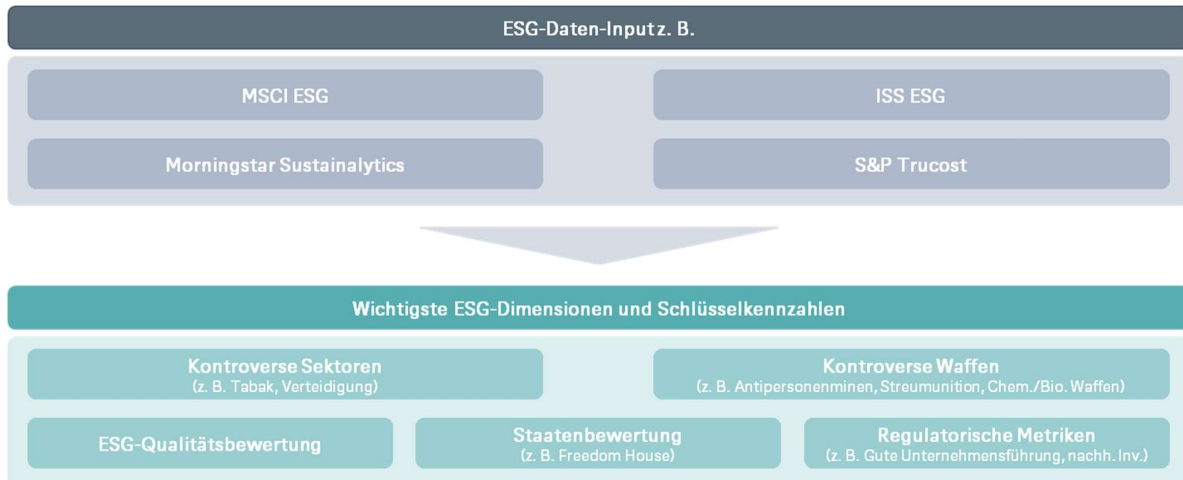 ESG-Daten-Input z. B.
MSCI ESG
ISS ESG
Morningstar Sustainalytics
S&P Trucost
Wichtigste ESG-Dimensionen und Schlüsselkennzahlen
Kontroverse Sektoren
(z. B. Tabak, Verteidigung)
Kontroverse Waffen
(z. B. Antipersonenminen, Streumunition, Chem./Bio. Waffen)
ESG-Qualitätsbewertung
Staatenbewertung
(z. B. Freedom House)
Regulatorische Metriken
(z. B. Gute Unternehmensführung, nachh. Inv.)